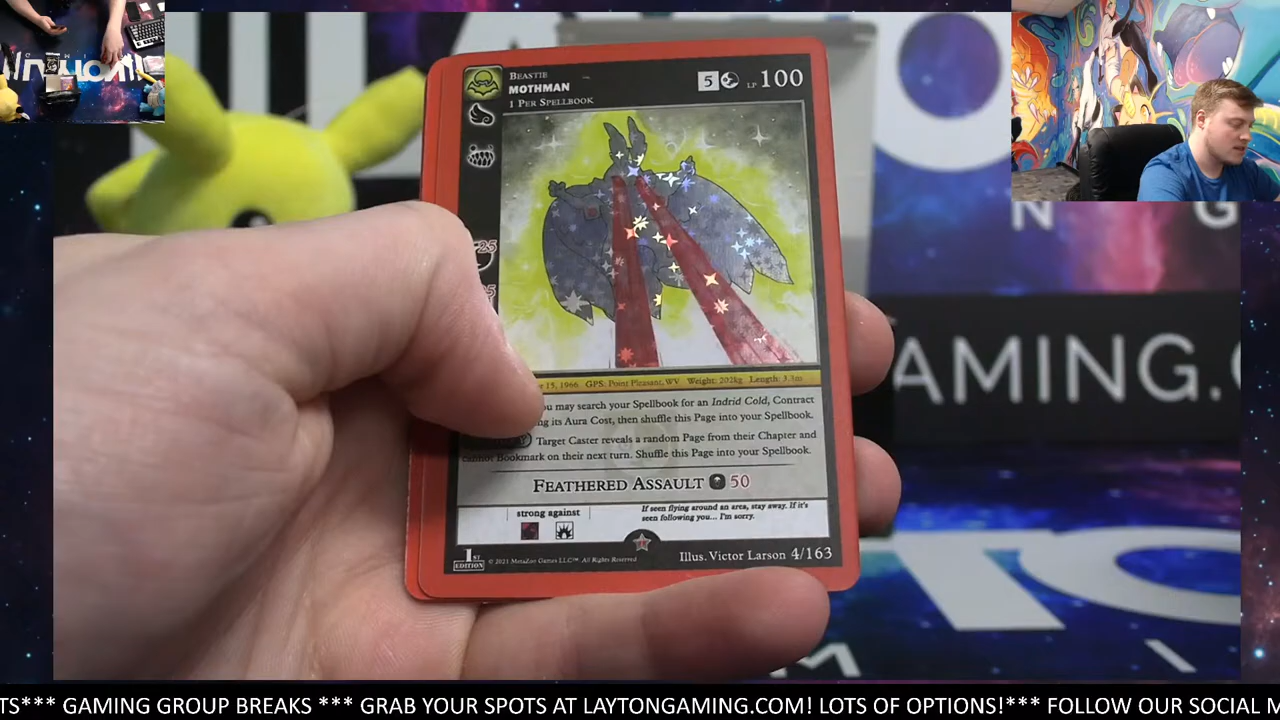 BEASTIE
MOTHMAN
1 PER SPELLBOOK
5 LP 100
25
25
15, 1966 GPS: Point Pleasant, WV Weight: 202kg Length: 3.3m
you may search your Spellbook for an Indrid Cold, Contract
its Aura Cost, then shuffle this Page into your Spellbook.
Target Caster reveals a random Page from their Chapter and
cannot Bookmark on their next turn. Shuffle this Page into your Spellbook.
FEATHERED ASSAULT 50
strong against
If seen flying around an area, stay away. If it's
seen following you... I'm sorry.
1ST
EDITION
© 2021 MetaZoo Games LLC™. All Rights Reserved
Illus. Victor Larson 4/163
N G
AMING.C
TS*** GAMING GROUP BREAKS *** GRAB YOUR SPOTS AT LAYTONGAMING.COM! LOTS OF OPTIONS!*** FOLLOW OUR SOCIAL M